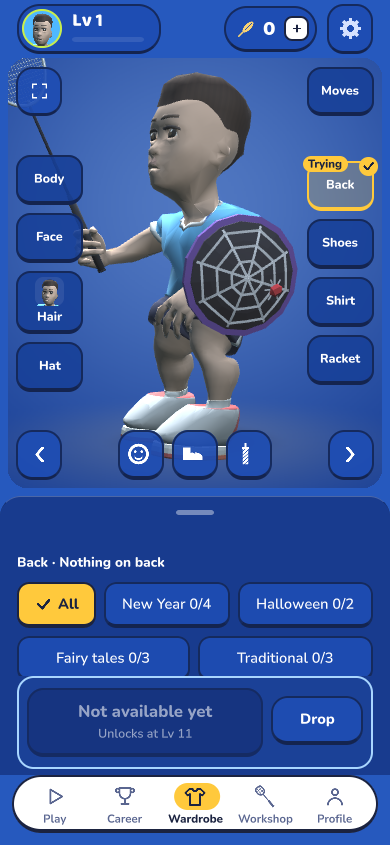 Lv 1
0
+
Moves
Body
Trying
Back
Face
Shoes
Hair
Shirt
Hat
Racket
Back · Nothing on back
All
New Year 0/4
Halloween 0/2
Fairy tales 0/3
Traditional 0/3
Not available yet
Unlocks at Lv 11
Drop
Play
Career
Wardrobe
Workshop
Profile